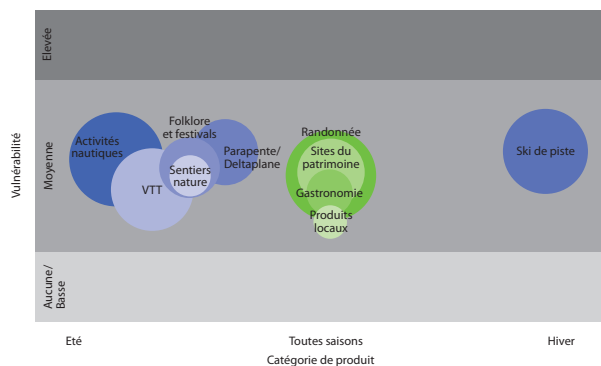 Elevée
Vulnérabilité
Moyenne
Aucune/
Basse
Activités
nautiques
VTT
Folklore
et festivals
Sentiers
nature
Parapente/
Deltaplane
Randonnée
Sites du
patrimoine
Gastronomie
Produits
locaux
Ski de piste
Eté
Toutes saisons
Hiver
Catégorie de produit